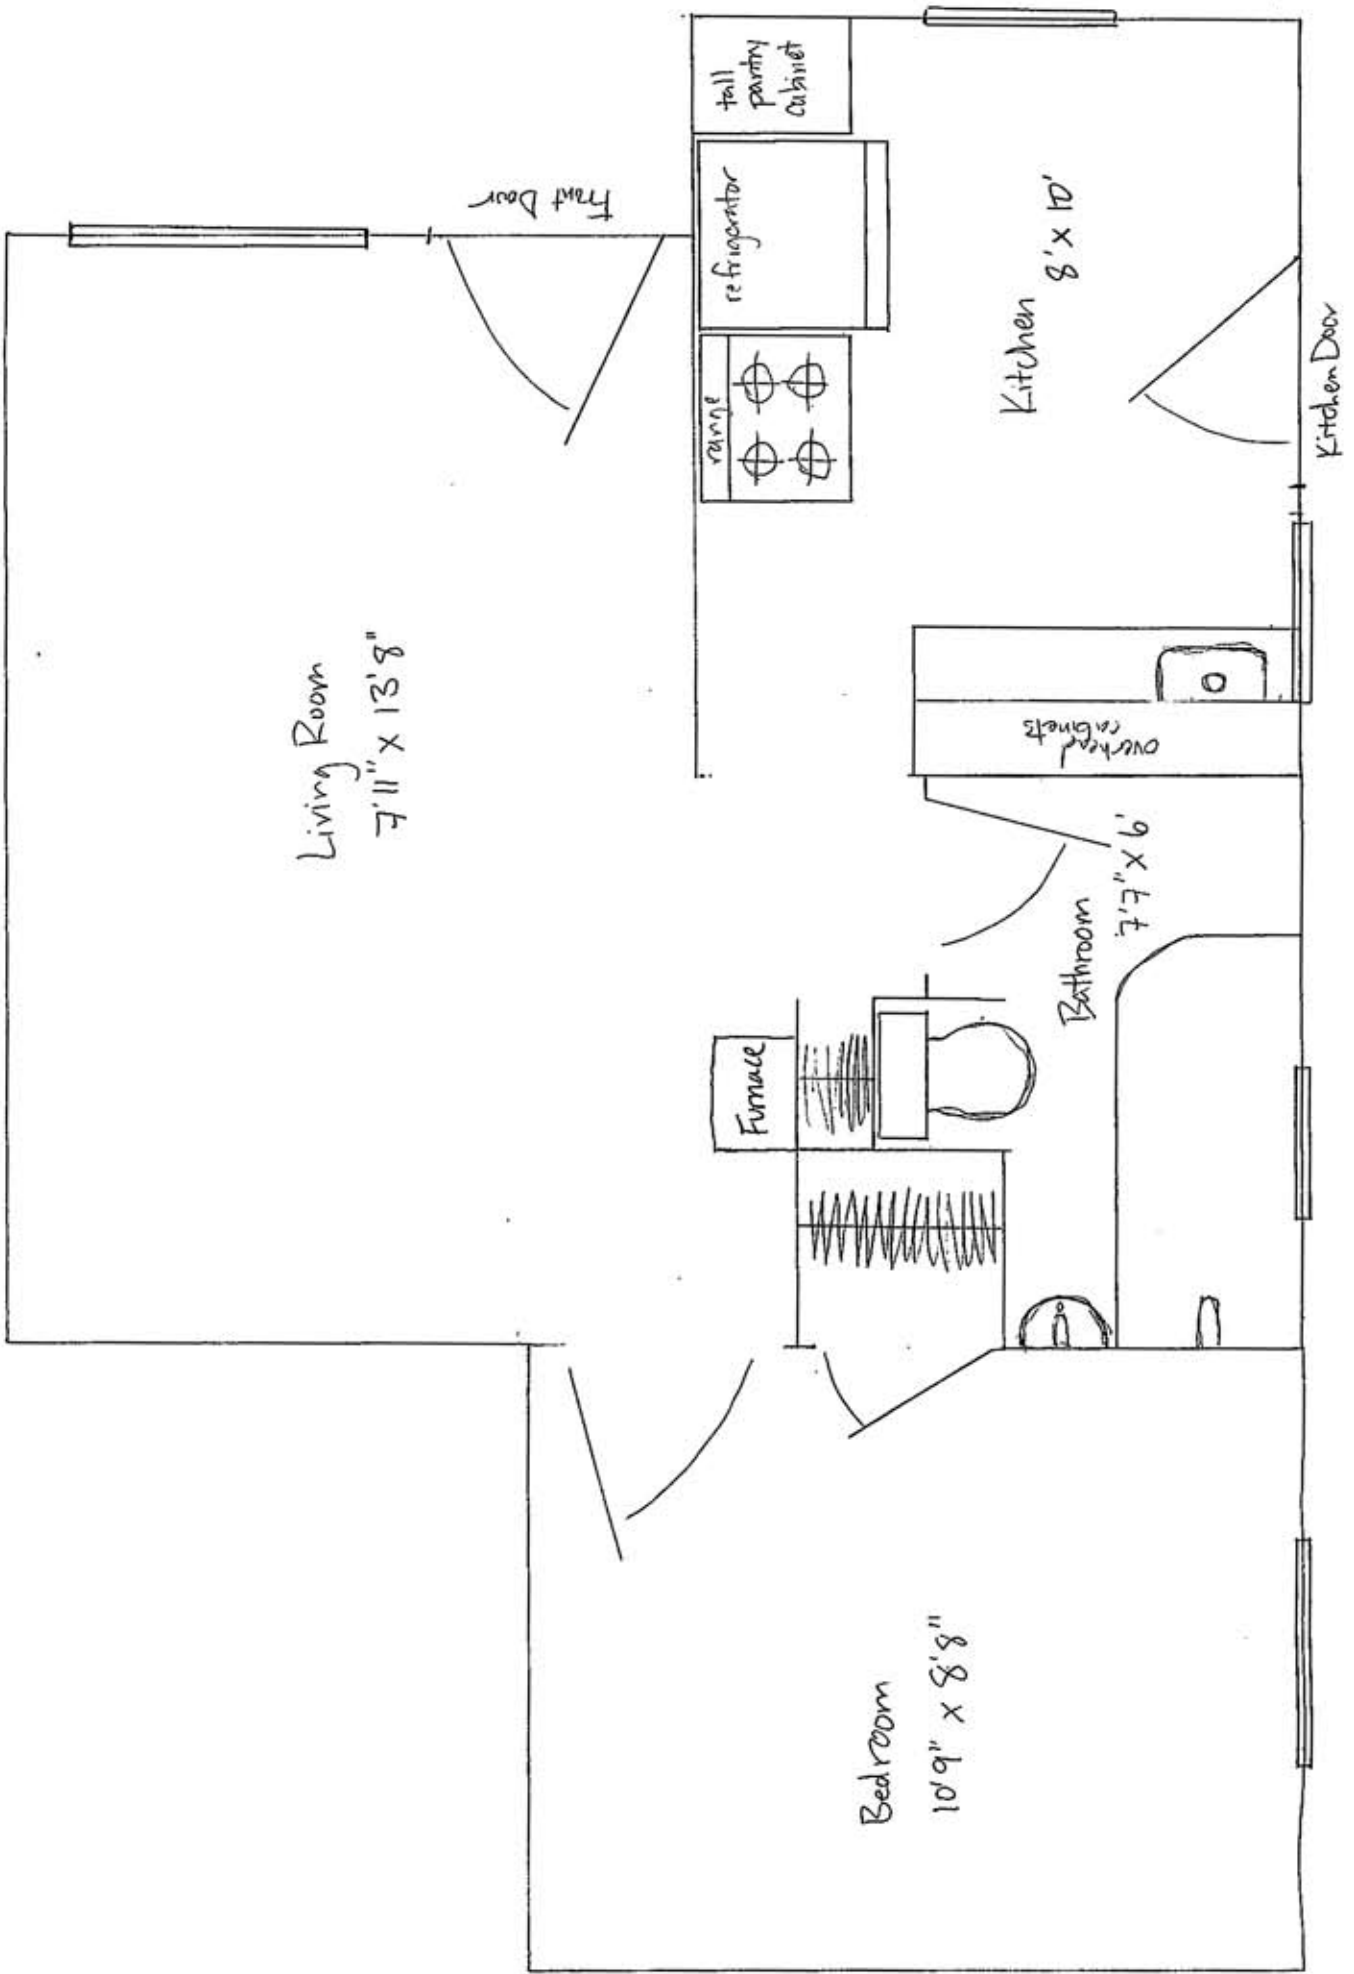 tall
pantry
cabinet
Front Door
refrigerator
range
Kitchen
8' x 10'
Kitchen Door
Living Room
7'11" x 13'8"
overhead
cabinets
Bathroom
7'7" x 6'
Furnace
Bedroom
10'9" x 8'8"